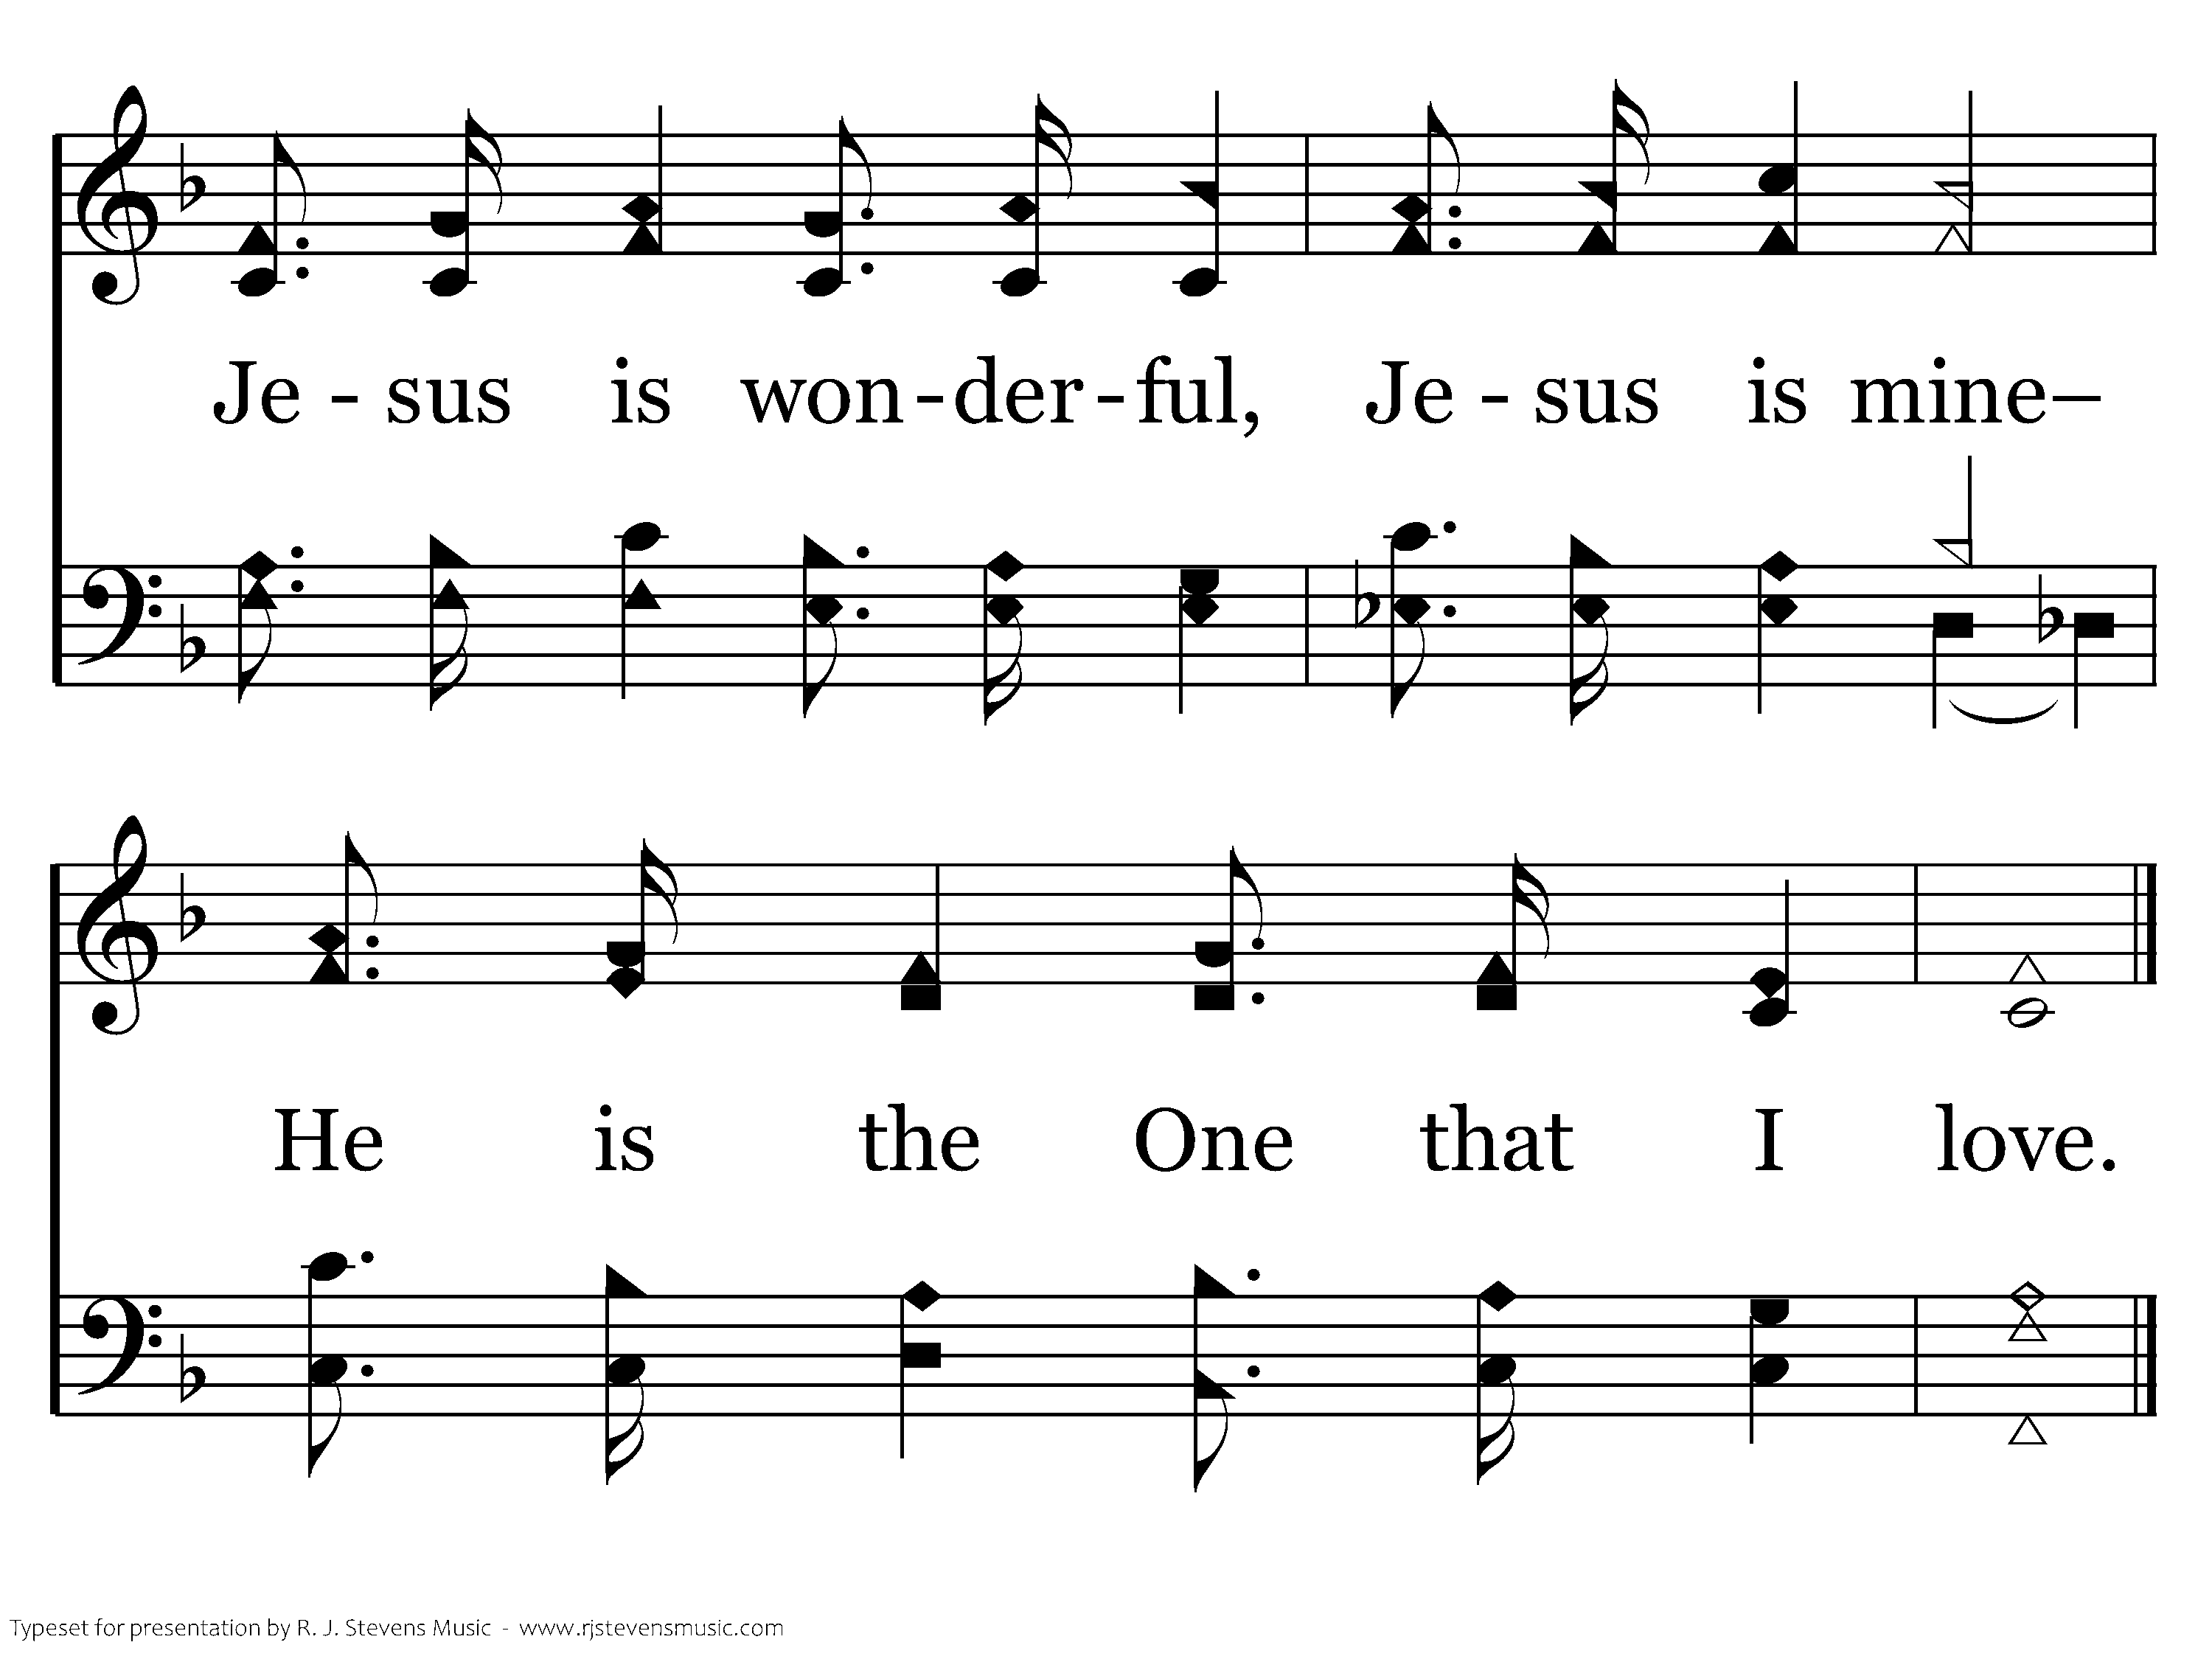 Je - sus is won-der-ful, Je - sus is mine–
He is the One that I love.
Typeset for presentation by R. J. Stevens Music - www.rjstevensmusic.com